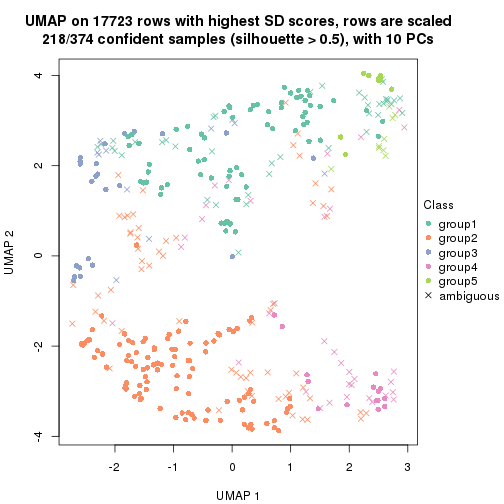 UMAP on 17723 rows with highest SD scores, rows are scaled
218/374 confident samples (silhouette > 0.5), with 10 PCs
4
2
0
-2
-4
UMAP 2
-2
-1
0
1
2
3
UMAP 1
Class
group1
group2
group3
group4
group5
ambiguous